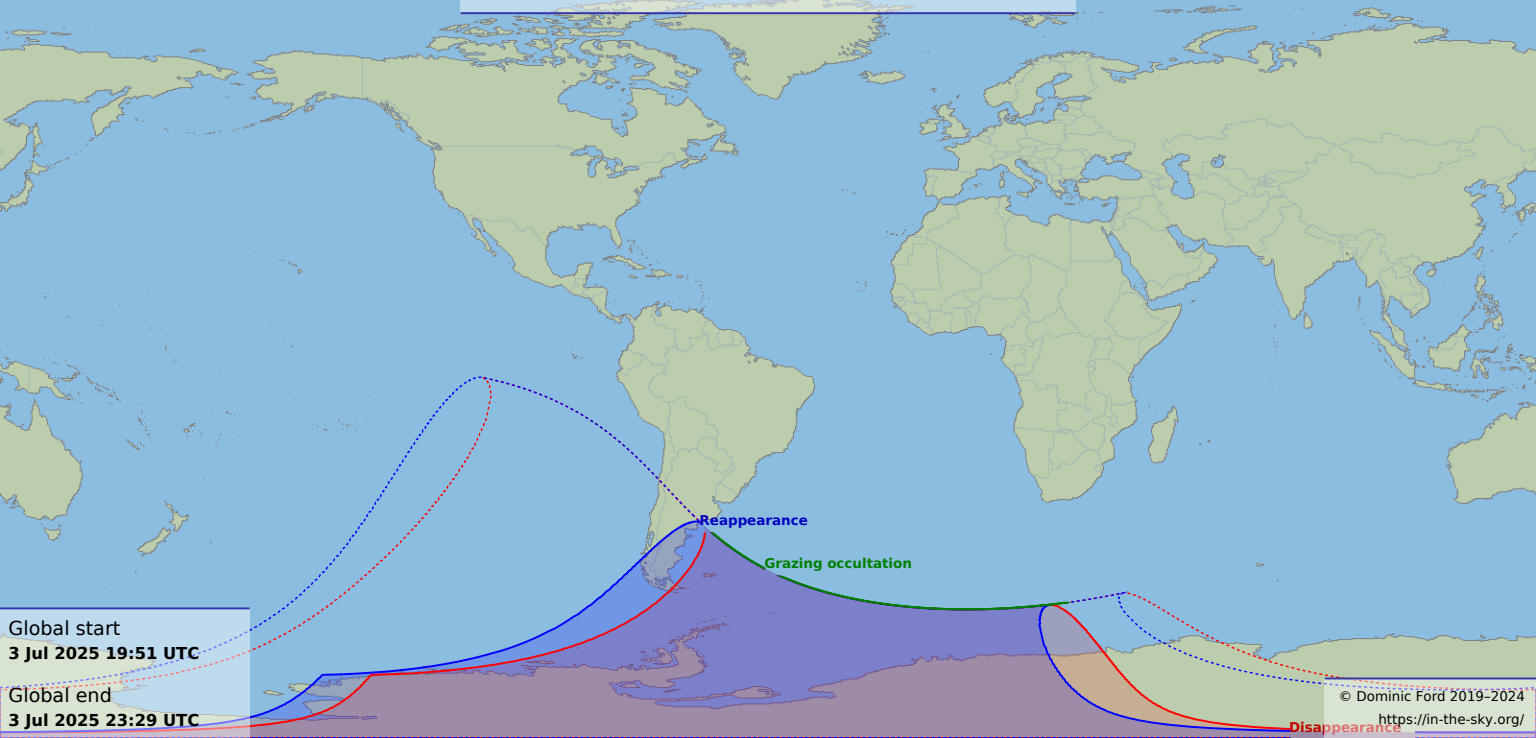 Reappearance
Grazing occultation
Global start
3 Jul 2025 19:51 UTC
Global end
3 Jul 2025 23:29 UTC
© Dominic Ford 2019–2024
https://in-the-sky.org/
Disappearance